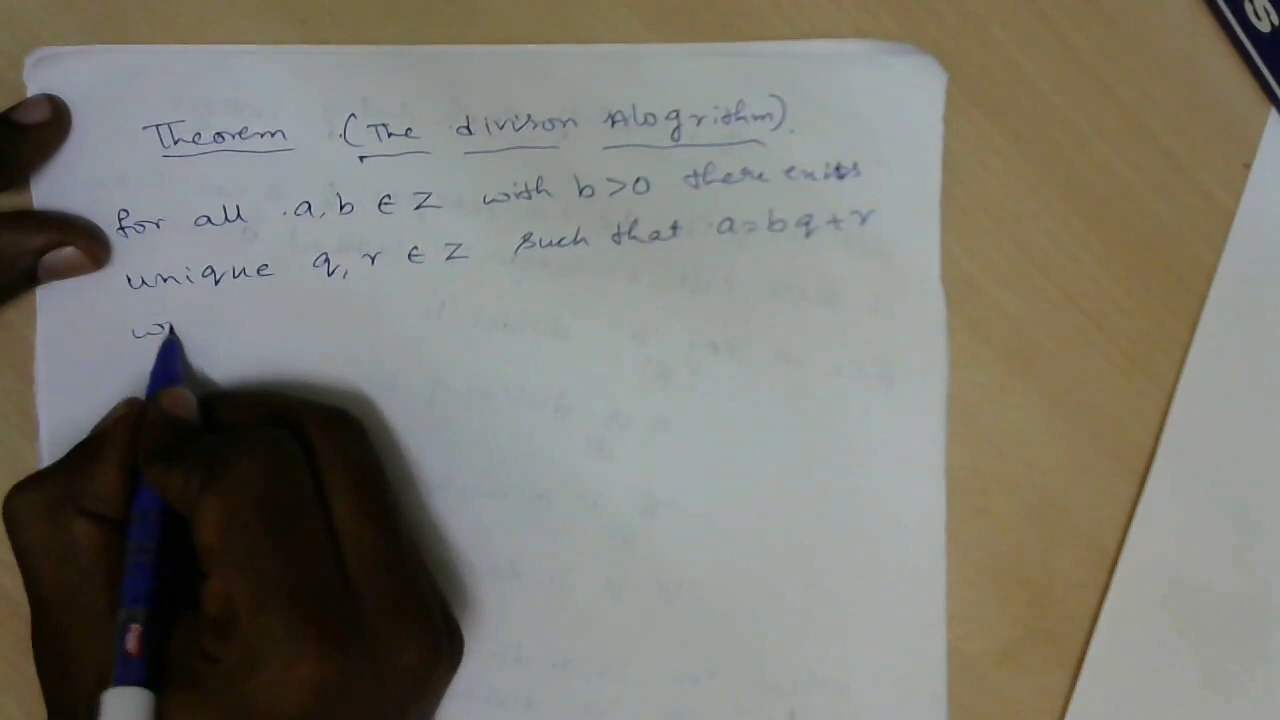 Theorem (The divison Alogrithm).
for all a, b ∈ Z with b > 0 there exits
unique q, r ∈ Z such that a = bq + r